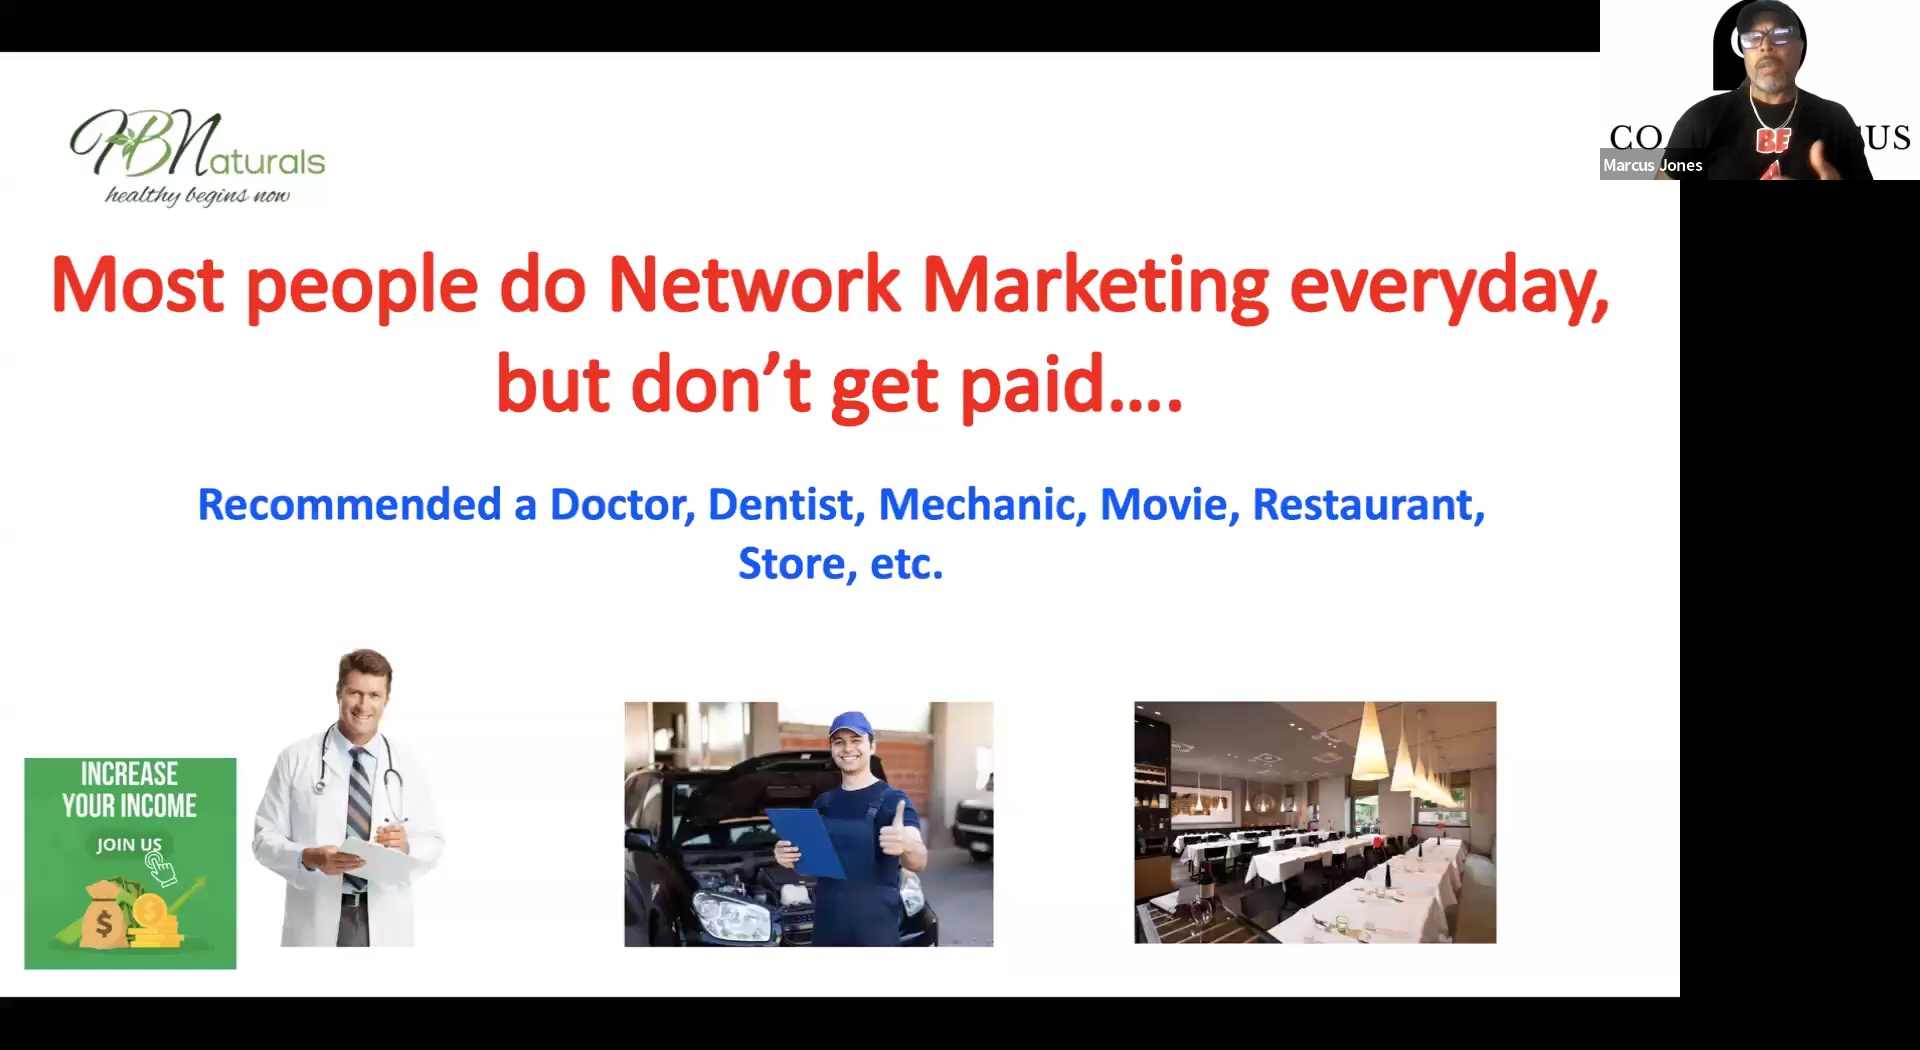 HBNaturals
healthy begins now
CO
CUS
BE
A
Marcus Jones
Most people do Network Marketing everyday,
but don't get paid....
Recommended a Doctor, Dentist, Mechanic, Movie, Restaurant,
Store, etc.
INCREASE
YOUR INCOME
JOIN US
$
$